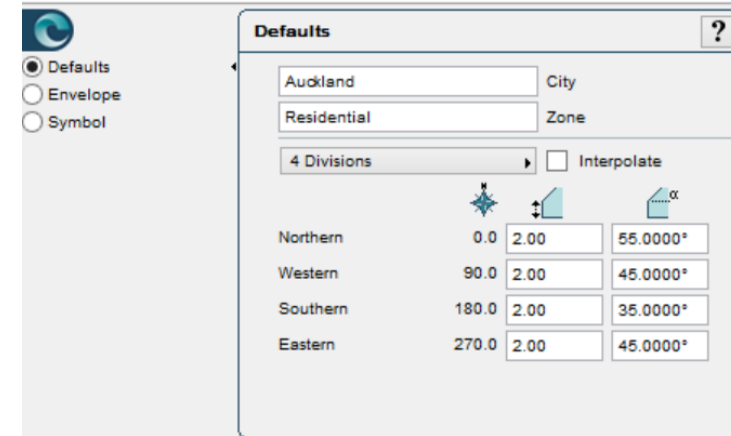 Defaults
?
Defaults
Envelope
Symbol
Auckland City
Residential Zone
4 Divisions Interpolate
N
α
Northern 0.0 2.00 55.0000°
Western 90.0 2.00 45.0000°
Southern 180.0 2.00 35.0000°
Eastern 270.0 2.00 45.0000°